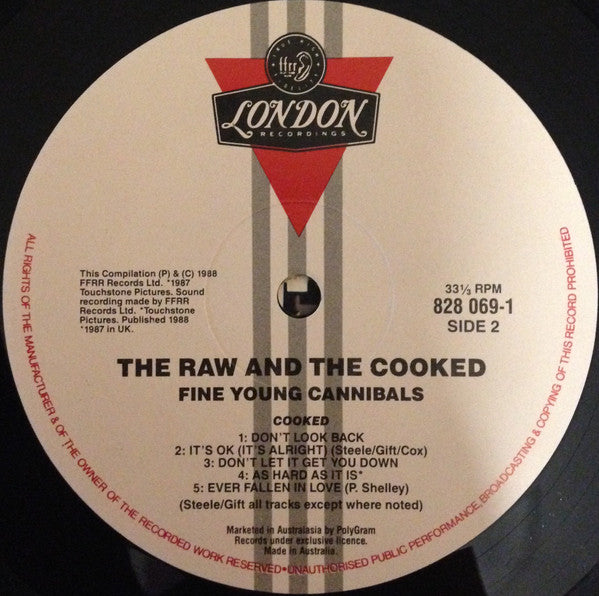 FULL FREQUENCY
ffrr
LONDON
RECORDINGS
This Compilation (P) & (C) 1988
FFRR Records Ltd. *1987
Touchstone Pictures. Sound
recording made by FFRR
Records Ltd. *Touchstone
Pictures. Published 1988
*1987 in UK.
33⅓ RPM
828 069-1
SIDE 2
THE RAW AND THE COOKED
FINE YOUNG CANNIBALS
COOKED
1: DON'T LOOK BACK
2: IT'S OK (IT'S ALRIGHT) (Steele/Gift/Cox)
3: DON'T LET IT GET YOU DOWN
4: AS HARD AS IT IS*
5: EVER FALLEN IN LOVE (P. Shelley)
(Steele/Gift all tracks except where noted)
Marketed in Australasia by PolyGram
Records under exclusive licence.
Made in Australia.
ALL RIGHTS OF THE MANUFACTURER & OF THE OWNER OF THE RECORDED WORK RESERVED•UNAUTHORISED PUBLIC PERFORMANCE, BROADCASTING & COPYING OF THIS RECORD PROHIBITED